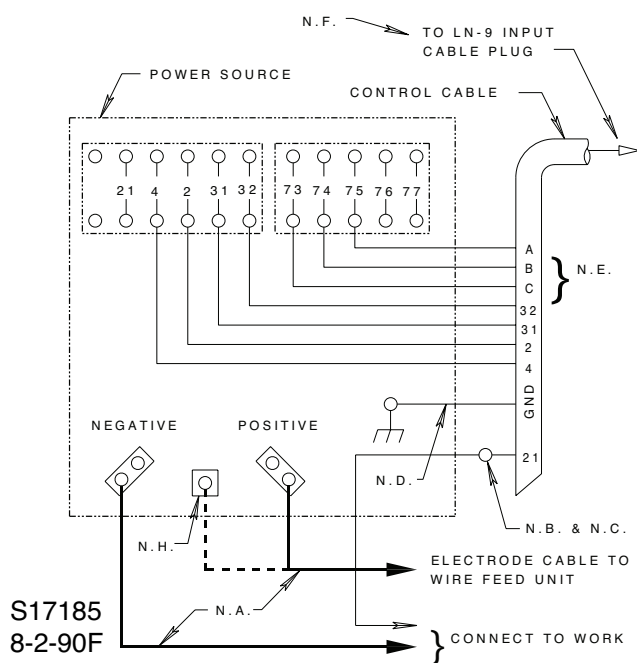 N.F.
TO LN-9 INPUT
CABLE PLUG
POWER SOURCE
CONTROL CABLE
21 4 2 31 32
73 74 75 76 77
A
B
C
N.E.
32
31
2
4
GND
21
NEGATIVE
POSITIVE
N.D.
N.B. & N.C.
N.H.
ELECTRODE CABLE TO
WIRE FEED UNIT
N.A.
S17185
8-2-90F
CONNECT TO WORK